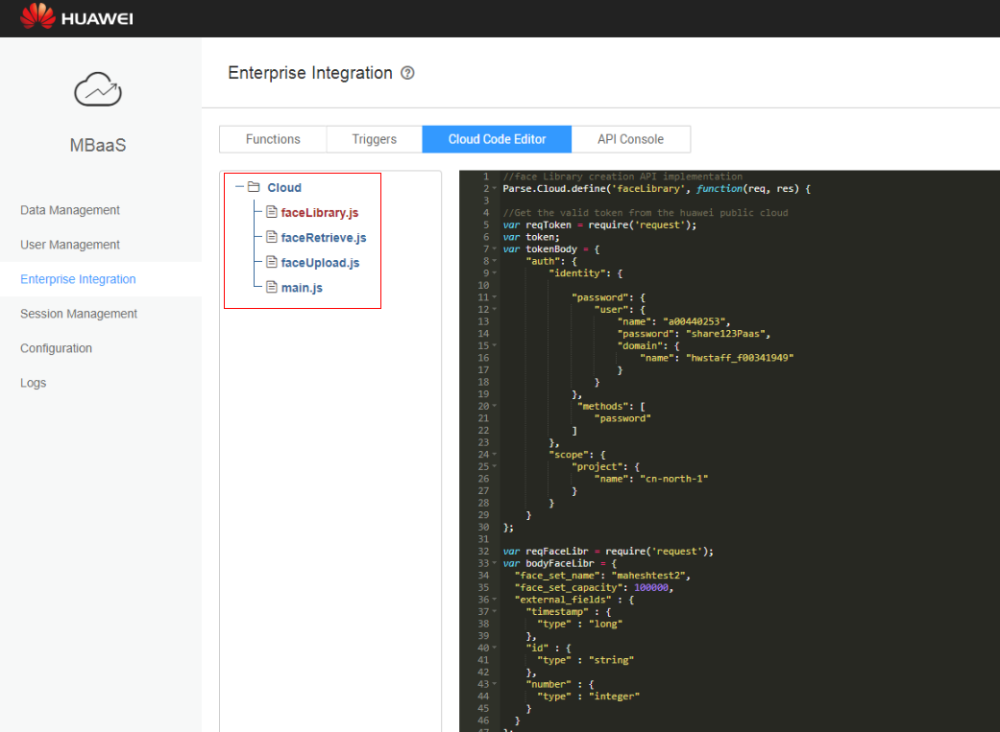 HUAWEI
MBaaS
Data Management
User Management
Enterprise Integration
Session Management
Configuration
Logs
Enterprise Integration ?
Functions Triggers Cloud Code Editor API Console
Cloud
faceLibrary.js
faceRetrieve.js
faceUpload.js
main.js
1 //face Library creation API implementation
2 Parse.Cloud.define('faceLibrary', function(req, res) {
3
4 //Get the valid token from the huawei public cloud
5 var reqToken = require('request');
6 var token;
7 var tokenBody = {
8 "auth": {
9 "identity": {
10
11 "password": {
12 "user": {
13 "name": "a00440253",
14 "password": "share123Paas",
15 "domain": {
16 "name": "hwstaff_f00341949"
17 }
18 }
19 },
20 "methods": [
21 "password"
22 ]
23 },
24 "scope": {
25 "project": {
26 "name": "cn-north-1"
27 }
28 }
29 }
30 };
31
32 var reqFaceLibr = require('request');
33 var bodyFaceLibr = {
34 "face_set_name": "maheshtest2",
35 "face_set_capacity": 100000,
36 "external_fields" : {
37 "timestamp" : {
38 "type" : "long"
39 },
40 "id" : {
41 "type" : "string"
42 },
43 "number" : {
44 "type" : "integer"
45 }
46 }
47 };